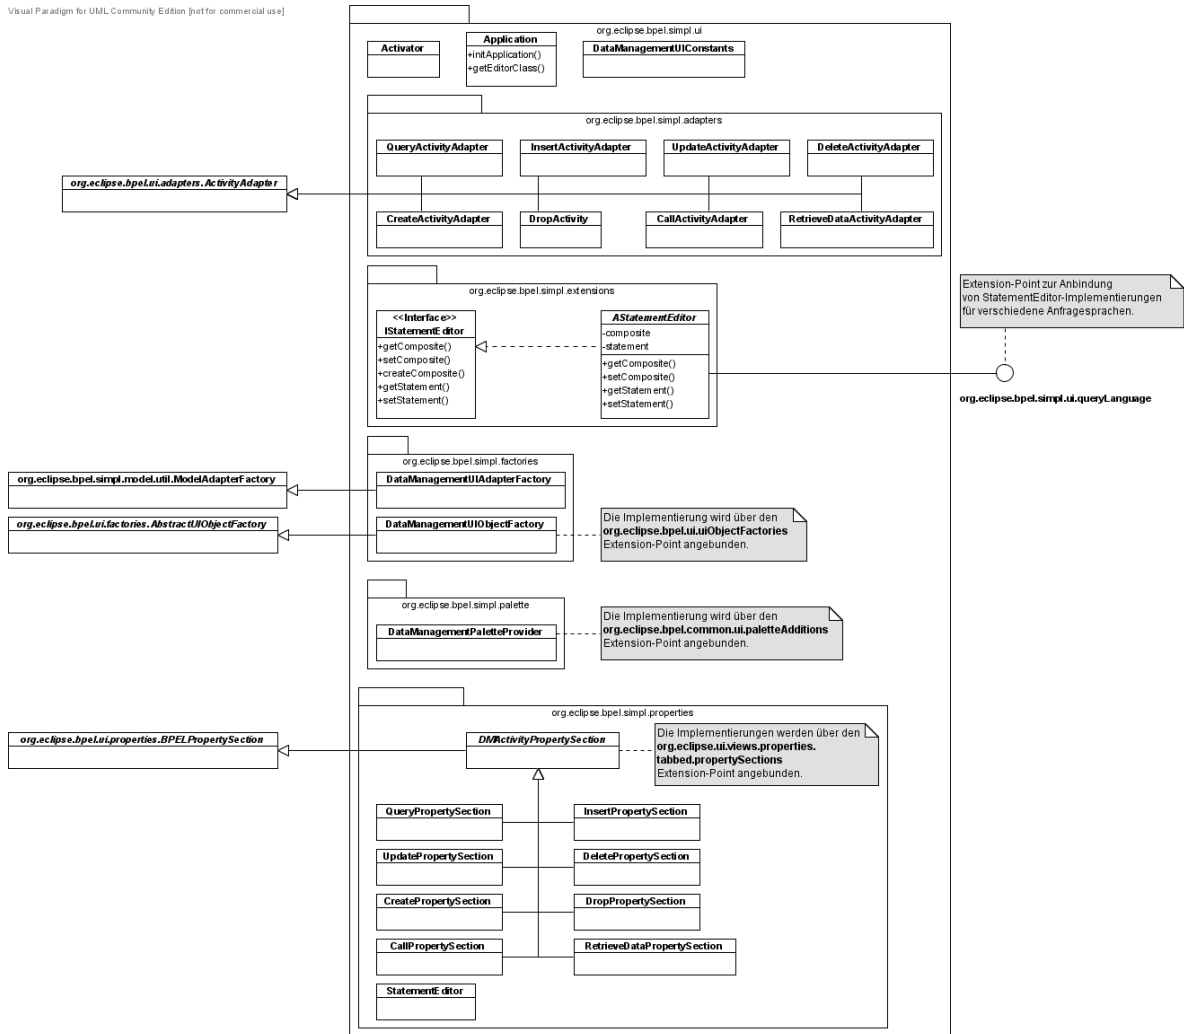 Visual Paradigm for UML Community Edition [not for commercial use]
org.eclipse.bpel.simpl.ui
Activator
Application
+initApplication()
+getEditorClass()
DataManagementUIConstants
org.eclipse.bpel.simpl.adapters
QueryActivityAdapter
InsertActivityAdapter
UpdateActivityAdapter
DeleteActivityAdapter
org.eclipse.bpel.ui.adapters.ActivityAdapter
CreateActivityAdapter
DropActivity
CallActivityAdapter
RetrieveDataActivityAdapter
org.eclipse.bpel.simpl.extensions
<<Interface>>
IStatementEditor
+getComposite()
+setComposite()
+createComposite()
+getStatement()
+setStatement()
AStatementEditor
-composite
-statement
+getComposite()
+setComposite()
+getStatement()
+setStatement()
Extension-Point zur Anbindung
von StatementEditor-Implementierungen
für verschiedene Anfragesprachen.
org.eclipse.bpel.simpl.ui.queryLanguage
org.eclipse.bpel.simpl.factories
org.eclipse.bpel.simpl.model.util.ModelAdapterFactory
DataManagementUIAdapterFactory
org.eclipse.bpel.ui.factories.AbstractUIObjectFactory
DataManagementUIObjectFactory
Die Implementierung wird über den
org.eclipse.bpel.ui.uiObjectFactories
Extension-Point angebunden.
org.eclipse.bpel.simpl.palette
DataManagementPaletteProvider
Die Implementierung wird über den
org.eclipse.bpel.common.ui.paletteAdditions
Extension-Point angebunden.
org.eclipse.bpel.simpl.properties
org.eclipse.bpel.ui.properties.BPELPropertySection
DMActivityPropertySection
Die Implementierungen werden über den
org.eclipse.ui.views.properties.
tabbed.propertySections
Extension-Point angebunden.
QueryPropertySection
InsertPropertySection
UpdatePropertySection
DeletePropertySection
CreatePropertySection
DropPropertySection
CallPropertySection
RetrieveDataPropertySection
StatementEditor